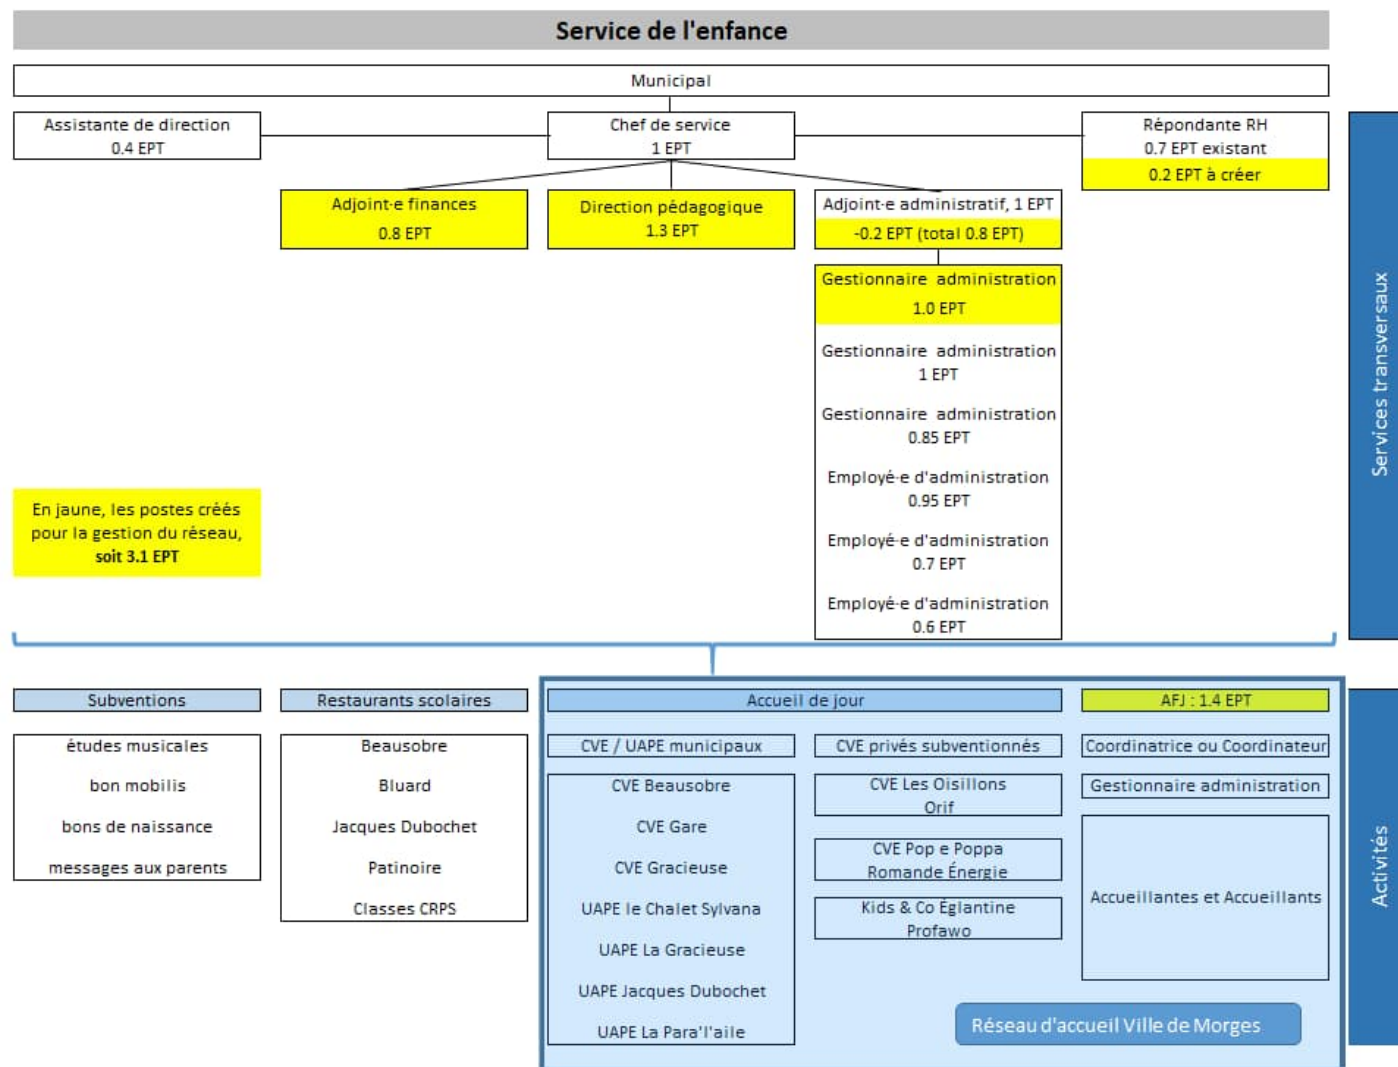 Service de l'enfance
Municipal
Assistante de direction
0.4 EPT
Chef de service
1 EPT
Répondante RH
0.7 EPT existant
0.2 EPT à créer
Adjoint·e finances
0.8 EPT
Direction pédagogique
1.3 EPT
Adjoint·e administratif, 1 EPT
-0.2 EPT (total 0.8 EPT)
Gestionnaire administration
1.0 EPT
Gestionnaire administration
1 EPT
Gestionnaire administration
0.85 EPT
Employé·e d'administration
0.95 EPT
Employé·e d'administration
0.7 EPT
Employé·e d'administration
0.6 EPT
En jaune, les postes créés
pour la gestion du réseau,
soit 3.1 EPT
Services transversaux
Subventions
études musicales
bon mobilis
bons de naissance
messages aux parents
Restaurants scolaires
Beausobre
Bluard
Jacques Dubochet
Patinoire
Classes CRPS
Accueil de jour
CVE / UAPE municipaux
CVE Beausobre
CVE Gare
CVE Gracieuse
UAPE le Chalet Sylvana
UAPE La Gracieuse
UAPE Jacques Dubochet
UAPE La Para'l'aile
CVE privés subventionnés
CVE Les Oisillons
Orif
CVE Pop e Poppa
Romande Énergie
Kids & Co Églantine
Profawo
AFJ : 1.4 EPT
Coordinatrice ou Coordinateur
Gestionnaire administration
Accueillantes et Accueillants
Réseau d'accueil Ville de Morges
Activités